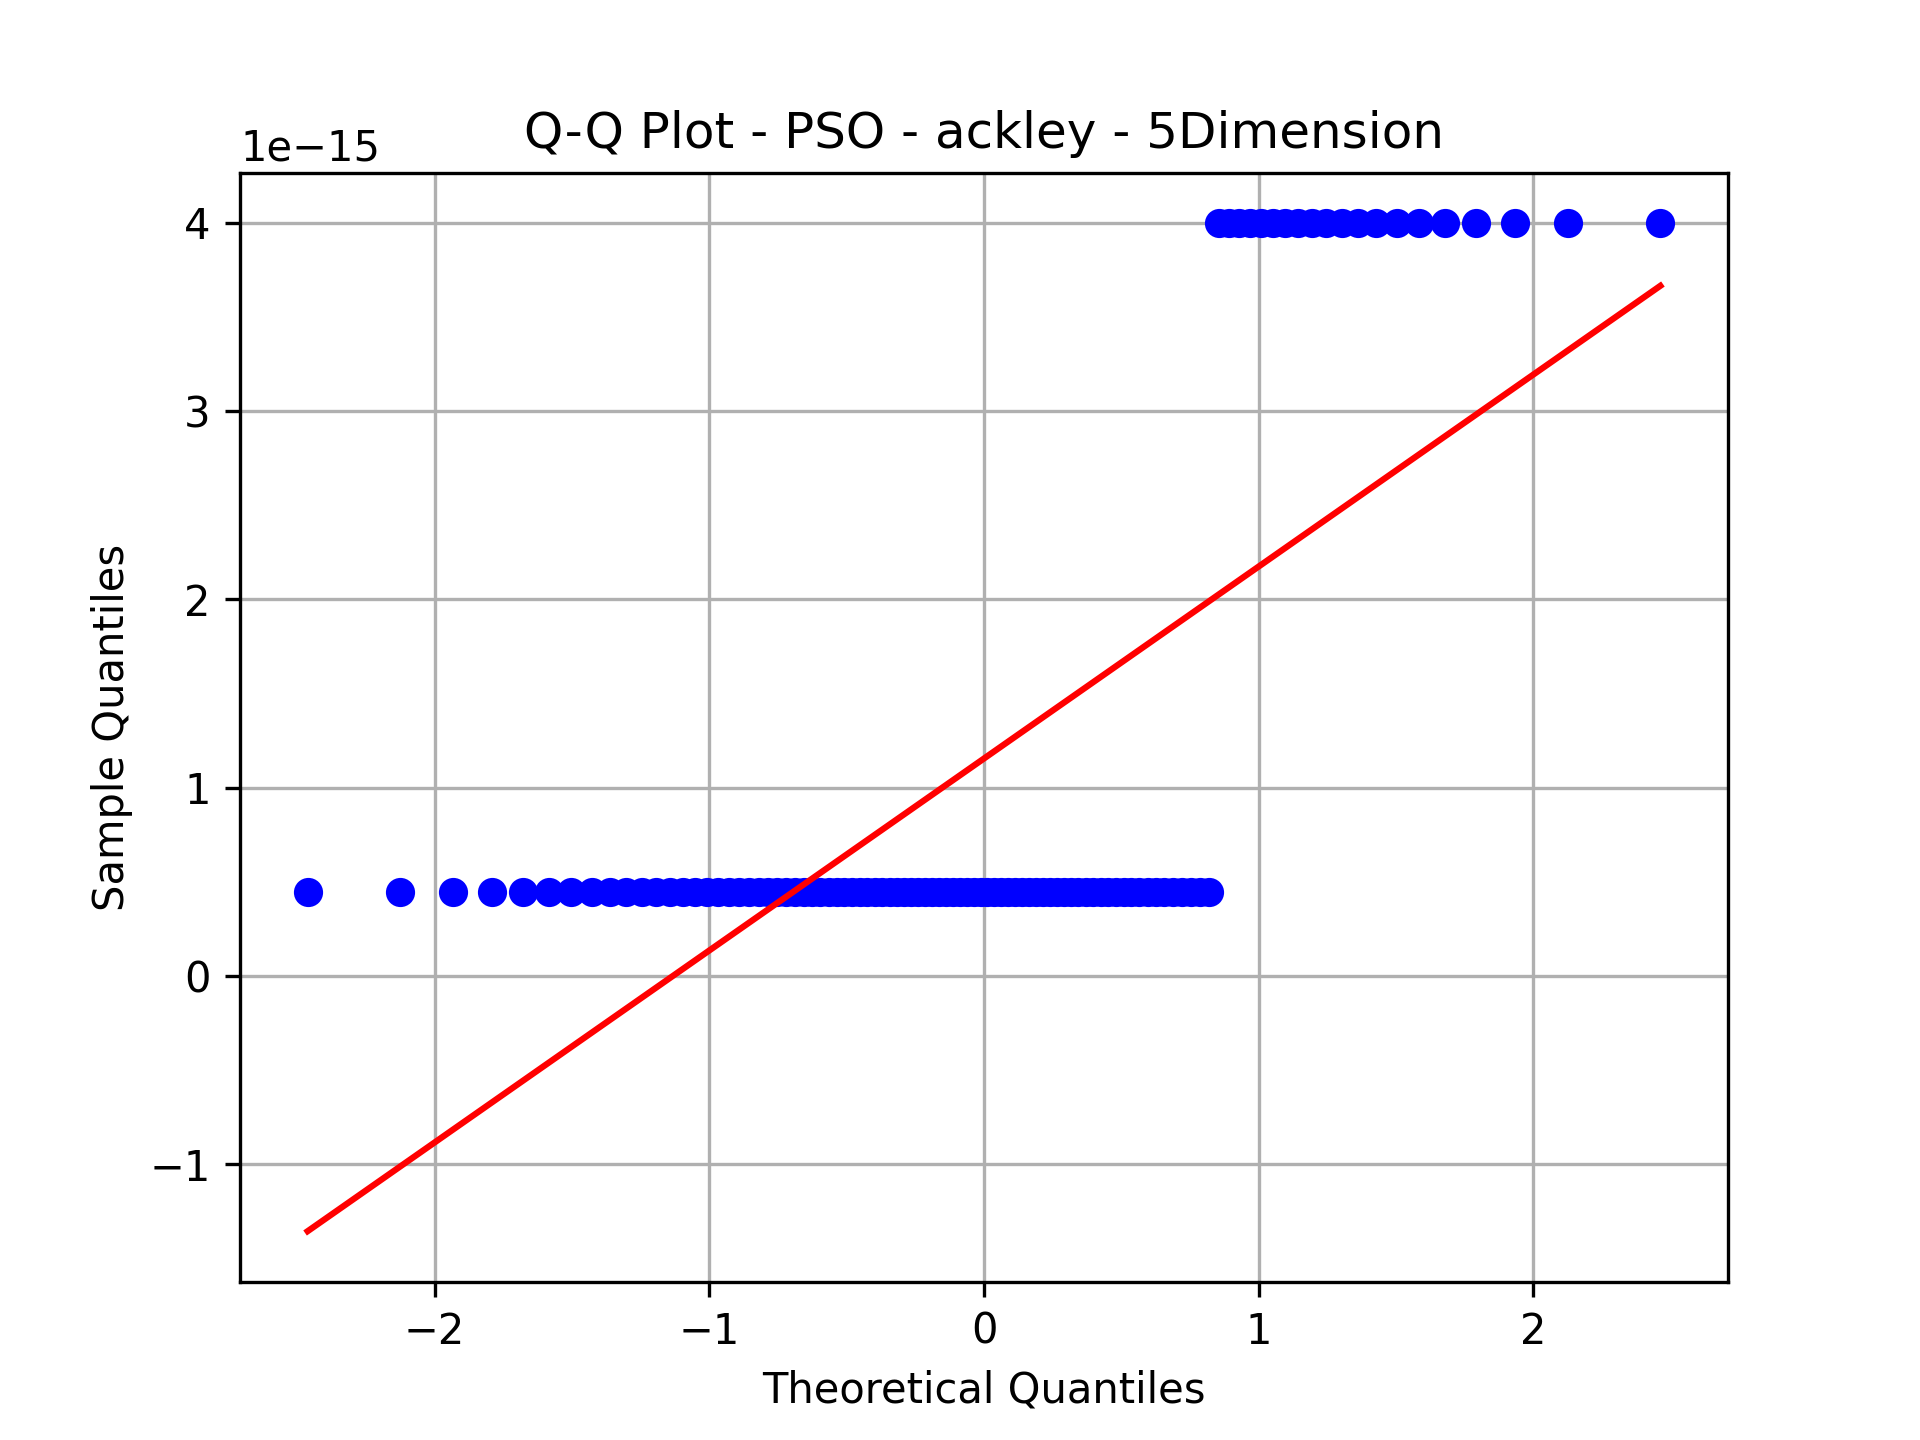 Q-Q Plot - PSO - ackley - 5Dimension
1e−15
4
3
2
1
0
−1
Sample Quantiles
−2 −1 0 1 2
Theoretical Quantiles